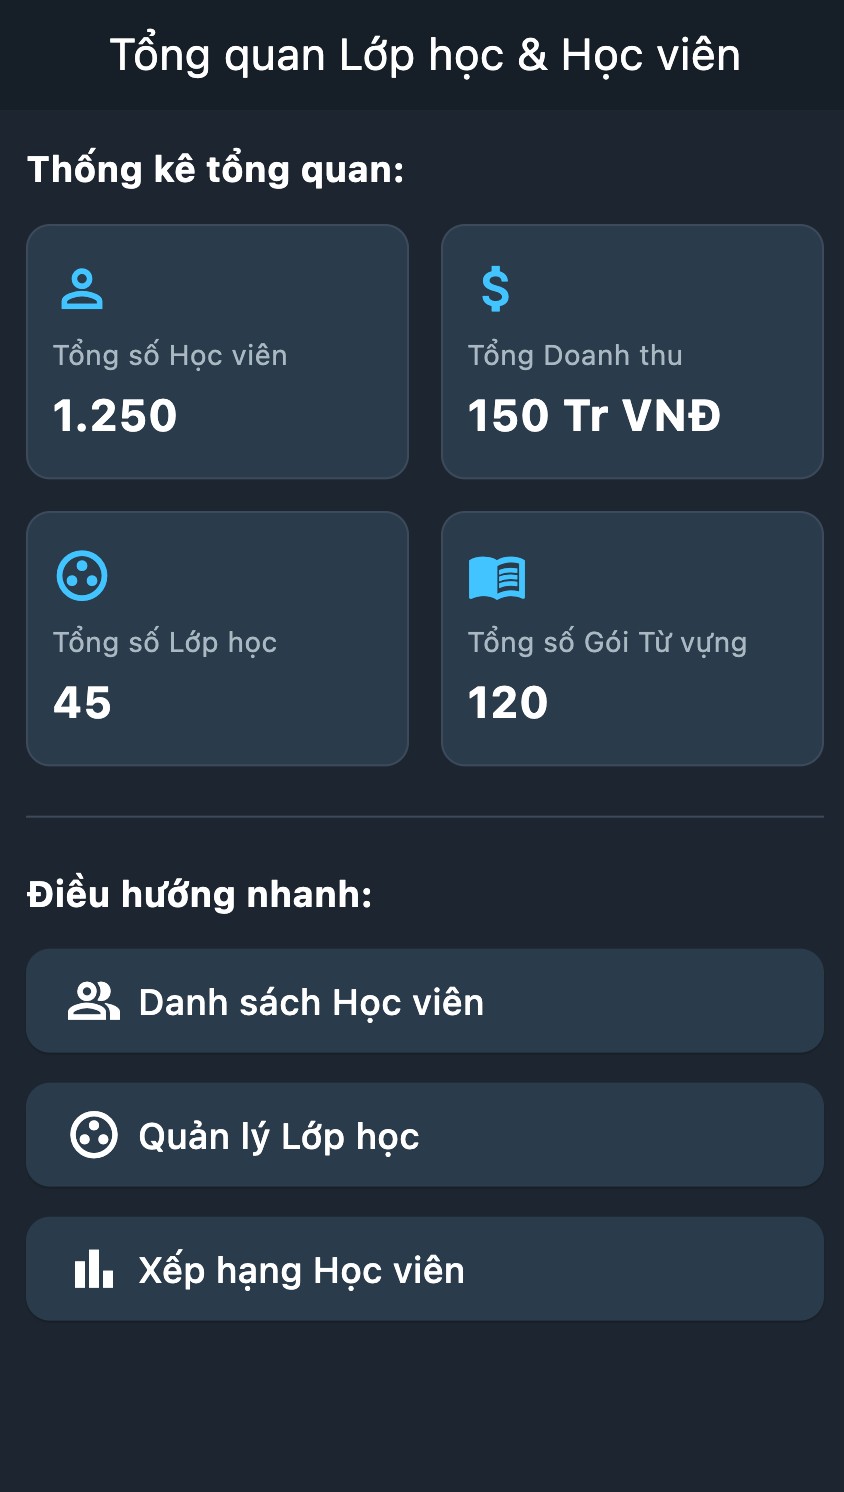 Tổng quan Lớp học & Học viên
Thống kê tổng quan:
Tổng số Học viên
1.250
Tổng Doanh thu
150 Tr VNĐ
Tổng số Lớp học
45
Tổng số Gói Từ vựng
120
Điều hướng nhanh:
Danh sách Học viên
Quản lý Lớp học
Xếp hạng Học viên